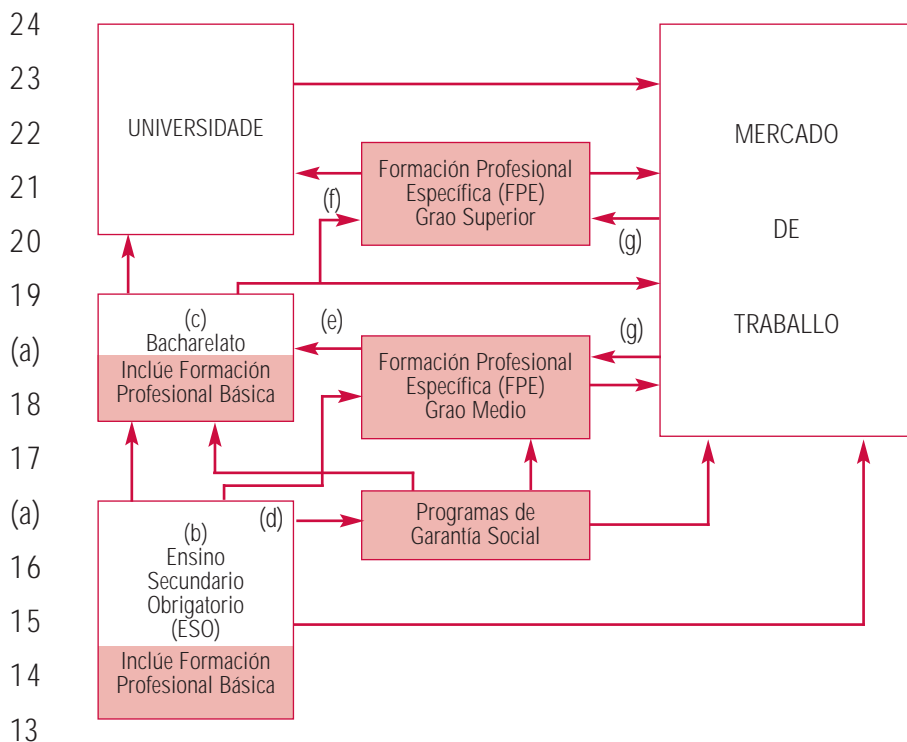 24
23
22
21
20
19
(a)
18
17
(a)
16
15
14
13
UNIVERSIDADE
Formación Profesional
Específica (FPE)
Grao Superior
(f)
(g)
MERCADO
DE
TRABALLO
(c)
Bacharelato
Inclúe Formación
Profesional Básica
(e)
(g)
Formación Profesional
Específica (FPE)
Grao Medio
(d)
Programas de
Garantía Social
(b)
Ensino
Secundario
Obrigatorio
(ESO)
Inclúe Formación
Profesional Básica